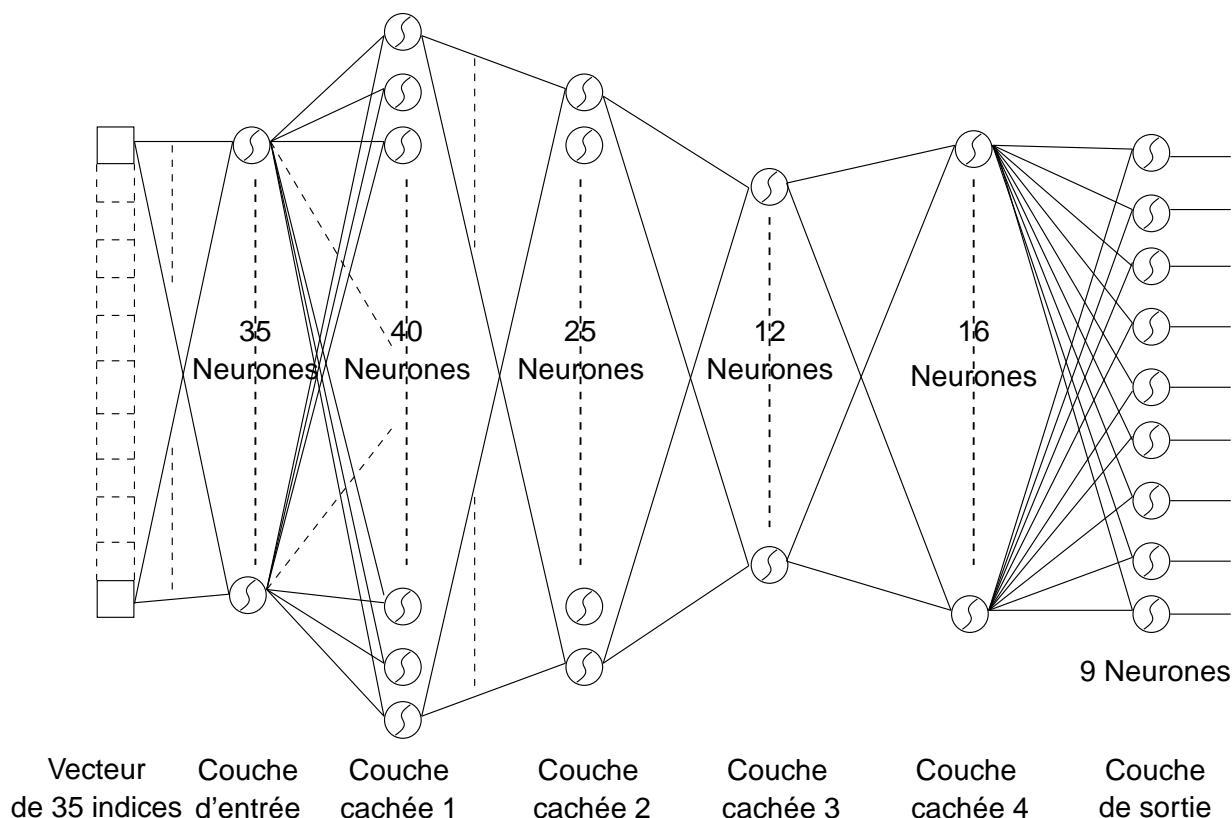 35
Neurones
40
Neurones
25
Neurones
12
Neurones
16
Neurones
9 Neurones
Vecteur
de 35 indices
Couche
d'entrée
Couche
cachée 1
Couche
cachée 2
Couche
cachée 3
Couche
cachée 4
Couche
de sortie